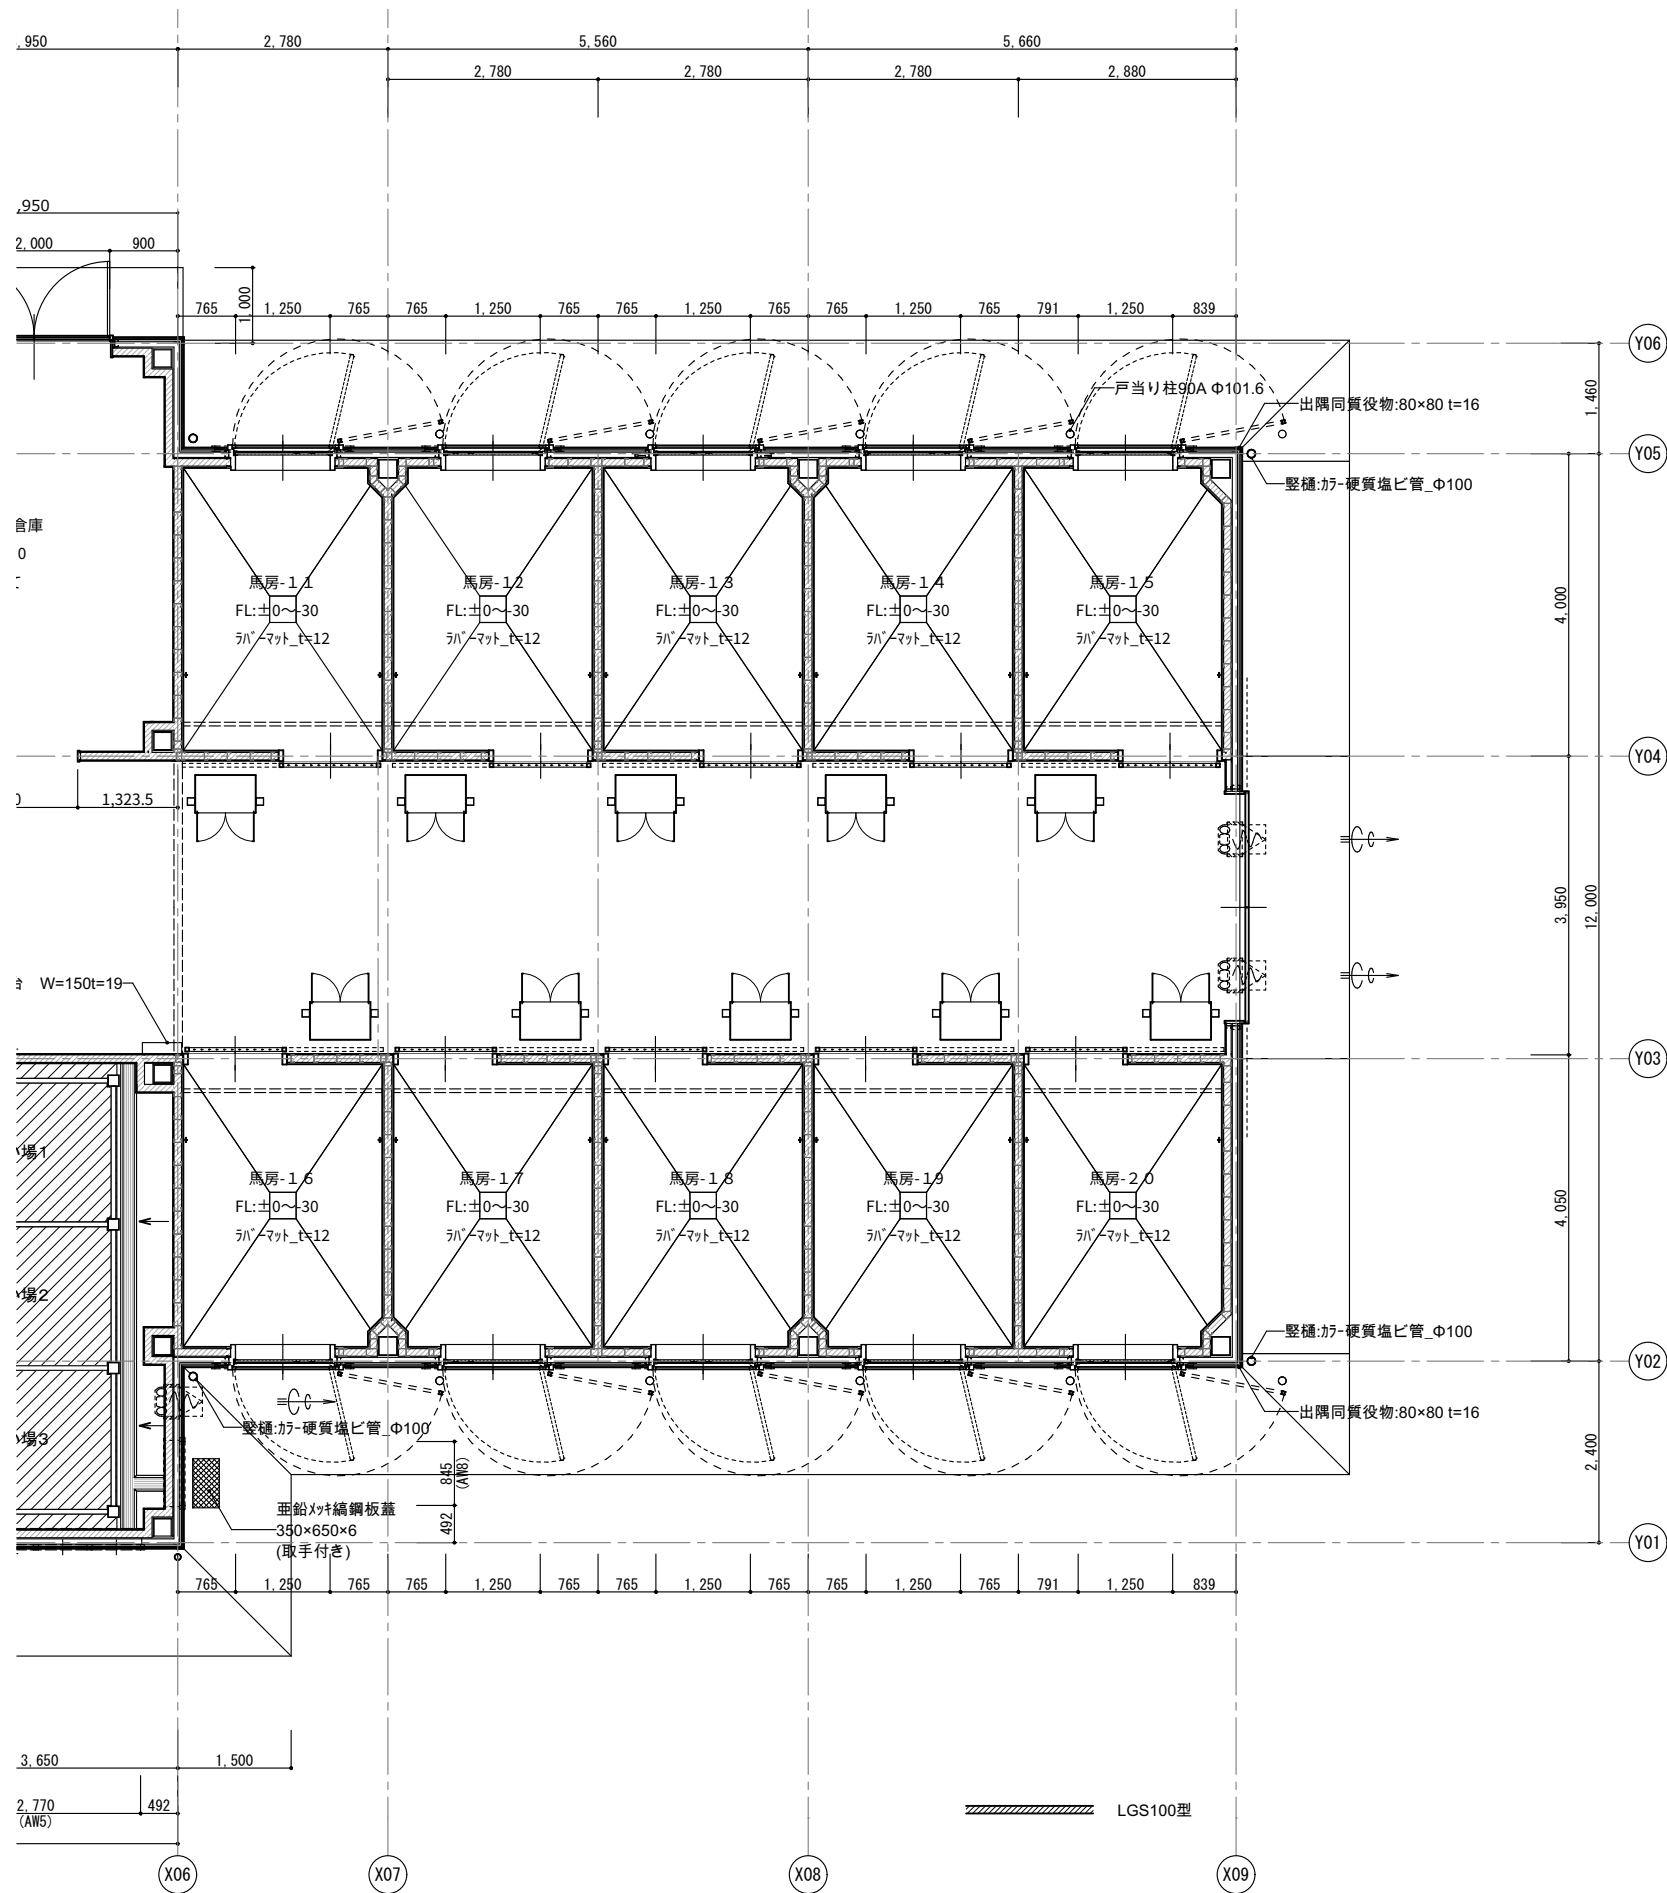 ,950
2,780
5,560
5,660
2,780
2,780
2,780
2,880
,950
2,000
900
1,000
765
1,250
765
765
1,250
765
765
1,250
765
765
1,250
765
791
1,250
839
Y06
戸当り柱90A Φ101.6
出隅同質役物:80×80 t=16
1,460
Y05
竪樋:ｶﾗｰ硬質塩ビ管_Φ100
倉庫
0
馬房-１１
FL:±0～-30
ﾗﾊﾞｰﾏｯﾄ_t=12
馬房-１２
FL:±0～-30
ﾗﾊﾞｰﾏｯﾄ_t=12
馬房-１３
FL:±0～-30
ﾗﾊﾞｰﾏｯﾄ_t=12
馬房-１４
FL:±0～-30
ﾗﾊﾞｰﾏｯﾄ_t=12
馬房-１５
FL:±0～-30
ﾗﾊﾞｰﾏｯﾄ_t=12
4,000
Y04
0
1,323.5
3,950
12,000
W=150t=19
Y03
い場1
馬房-１６
FL:±0～-30
ﾗﾊﾞｰﾏｯﾄ_t=12
馬房-１７
FL:±0～-30
ﾗﾊﾞｰﾏｯﾄ_t=12
馬房-１８
FL:±0～-30
ﾗﾊﾞｰﾏｯﾄ_t=12
馬房-１９
FL:±0～-30
ﾗﾊﾞｰﾏｯﾄ_t=12
馬房-２０
FL:±0～-30
ﾗﾊﾞｰﾏｯﾄ_t=12
4,050
い場2
竪樋:ｶﾗｰ硬質塩ビ管_Φ100
Y02
出隅同質役物:80×80 t=16
竪樋:ｶﾗｰ硬質塩ビ管_Φ100
い場3
845
(AW8)
2,400
492
亜鉛ﾒｯｷ縞鋼板蓋
350×650×6
(取手付き)
Y01
765
1,250
765
765
1,250
765
765
1,250
765
765
1,250
765
791
1,250
839
3,650
1,500
2,770
(AW5)
492
LGS100型
X06
X07
X08
X09